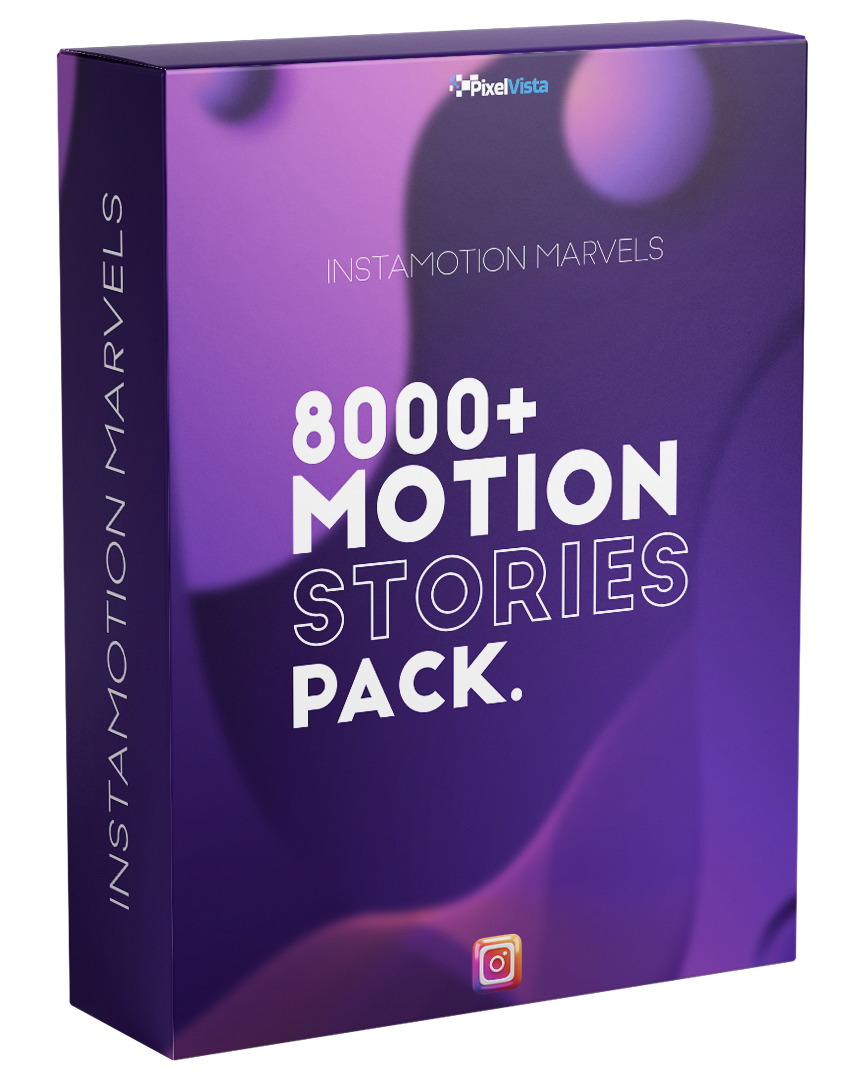 PixelVista
INSTAMOTION MARVELS
8000+
MOTION
STORIES
PACK.
INSTAMOTION MARVELS